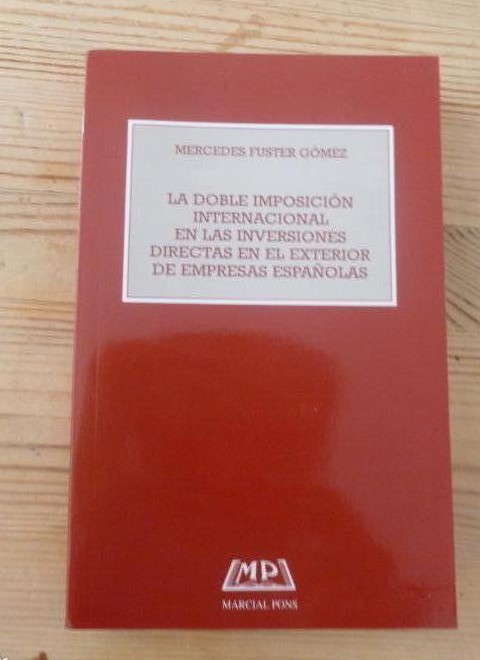 MERCEDES FUSTER GÓMEZ
LA DOBLE IMPOSICIÓN
INTERNACIONAL
EN LAS INVERSIONES
DIRECTAS EN EL EXTERIOR
DE EMPRESAS ESPAÑOLAS
MP
MARCIAL PONS